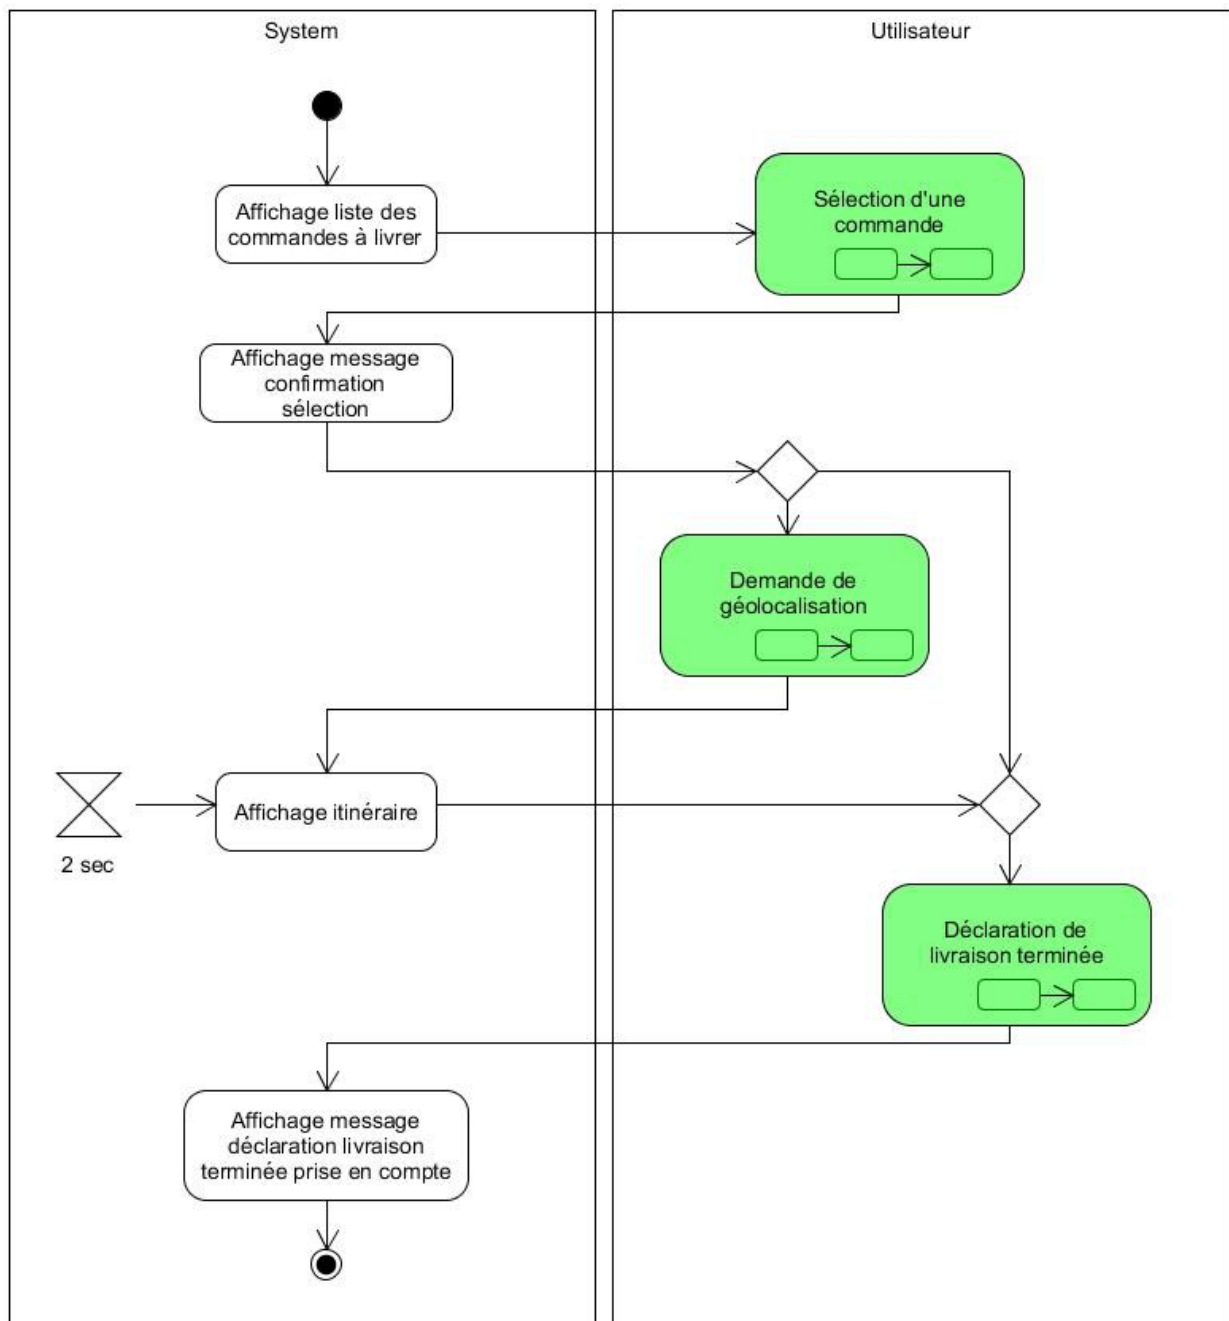 System
Utilisateur
Affichage liste des
commandes à livrer
Sélection d'une
commande
Affichage message
confirmation
sélection
Demande de
géolocalisation
Affichage itinéraire
2 sec
Déclaration de
livraison terminée
Affichage message
déclaration livraison
terminée prise en compte